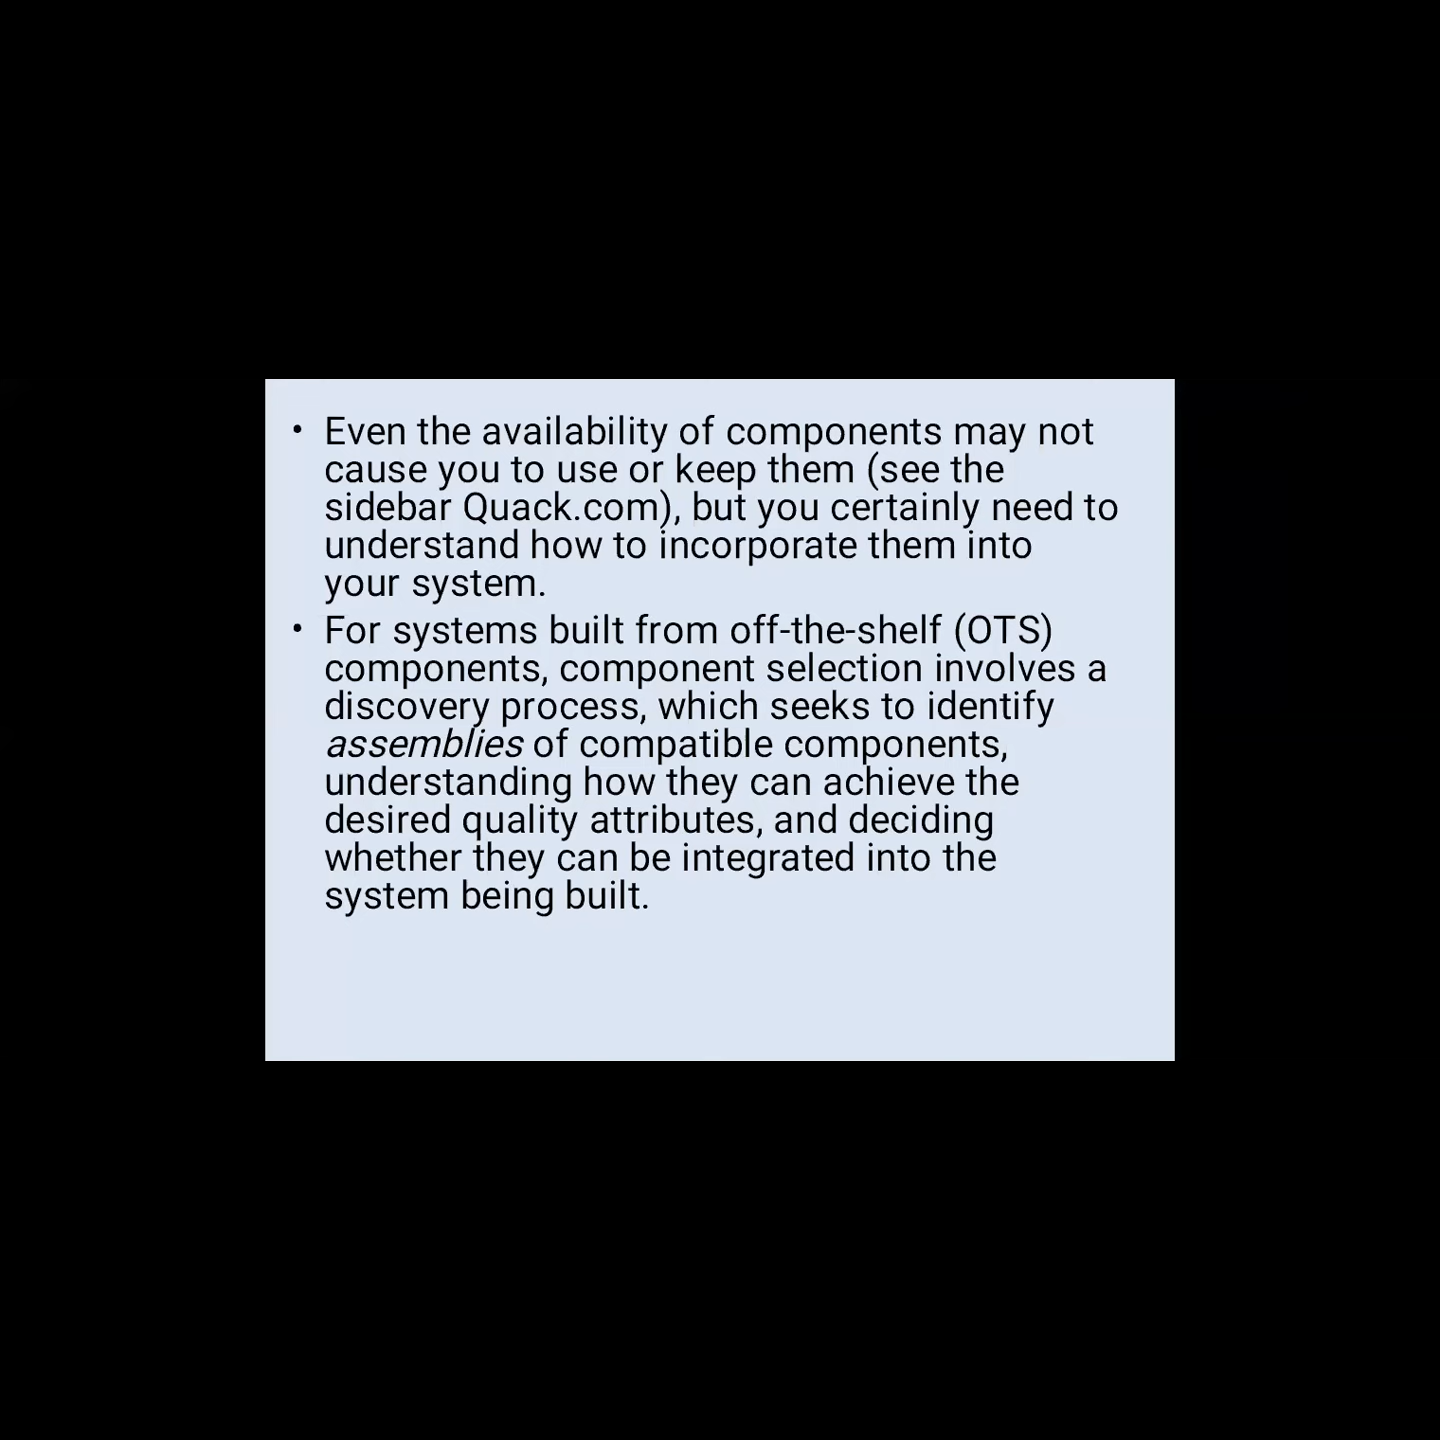 • Even the availability of components may not
cause you to use or keep them (see the
sidebar Quack.com), but you certainly need to
understand how to incorporate them into
your system.
• For systems built from off-the-shelf (OTS)
components, component selection involves a
discovery process, which seeks to identify
assemblies of compatible components,
understanding how they can achieve the
desired quality attributes, and deciding
whether they can be integrated into the
system being built.